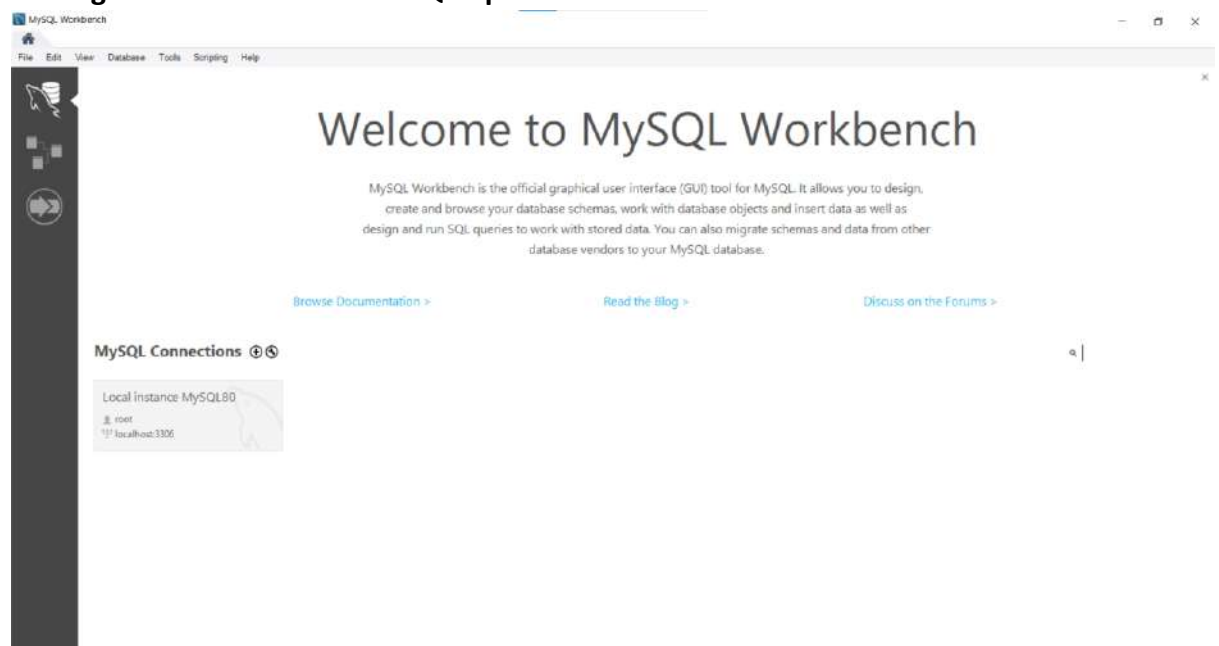 MySQL Workbench
File Edit View Database Tools Scripting Help
Welcome to MySQL Workbench
MySQL Workbench is the official graphical user interface (GUI) tool for MySQL. It allows you to design,
create and browse your database schemas, work with database objects and insert data as well as
design and run SQL queries to work with stored data. You can also migrate schemas and data from other
database vendors to your MySQL database.
Browse Documentation > Read the Blog > Discuss on the Forums >
MySQL Connections
Local instance MySQL80
root
localhost:3306